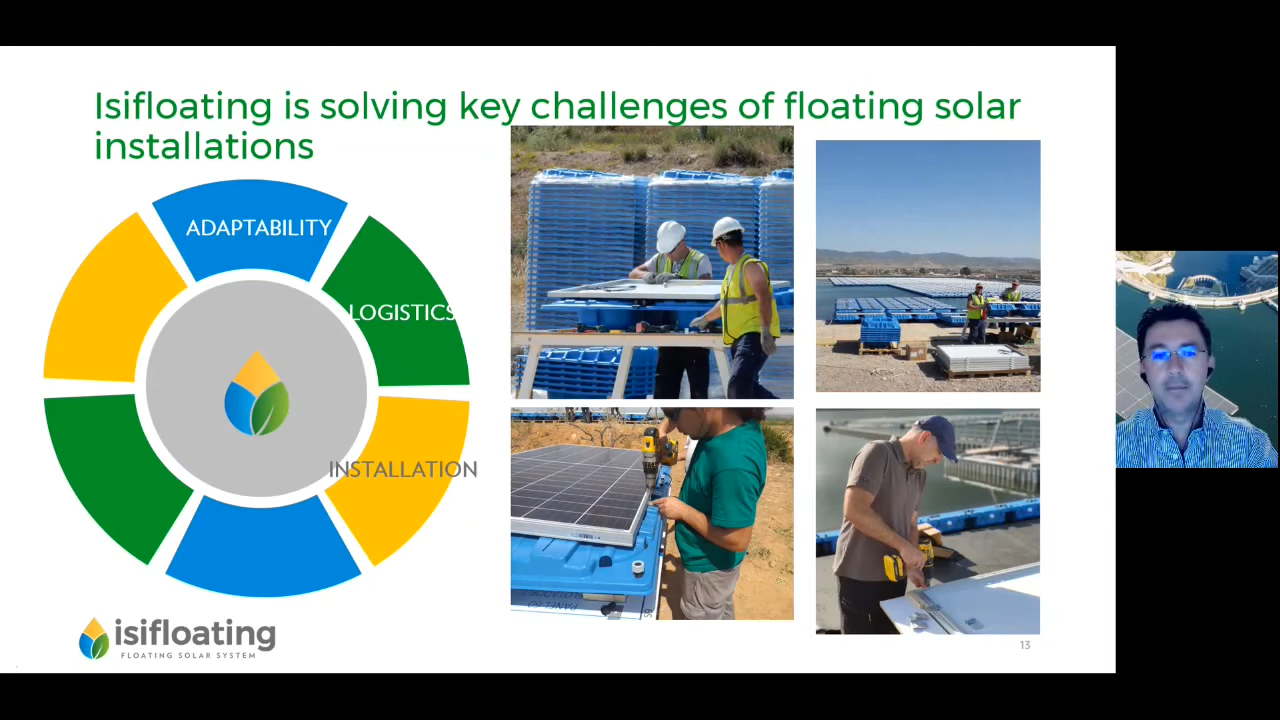 Isifloating is solving key challenges of floating solar
installations
ADAPTABILITY
LOGISTICS
INSTALLATION
isifloating
FLOATING SOLAR SYSTEM
13